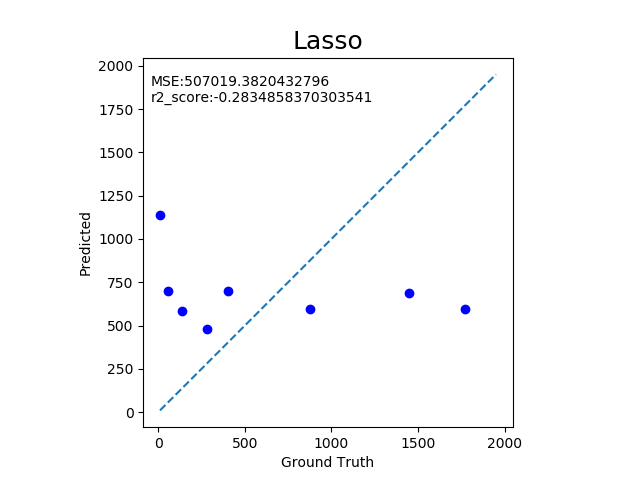 Lasso
MSE:507019.3820432796
r2_score:-0.2834858370303541
2000
1750
1500
1250
1000
750
500
250
0
Predicted
0
500
1000
1500
2000
Ground Truth